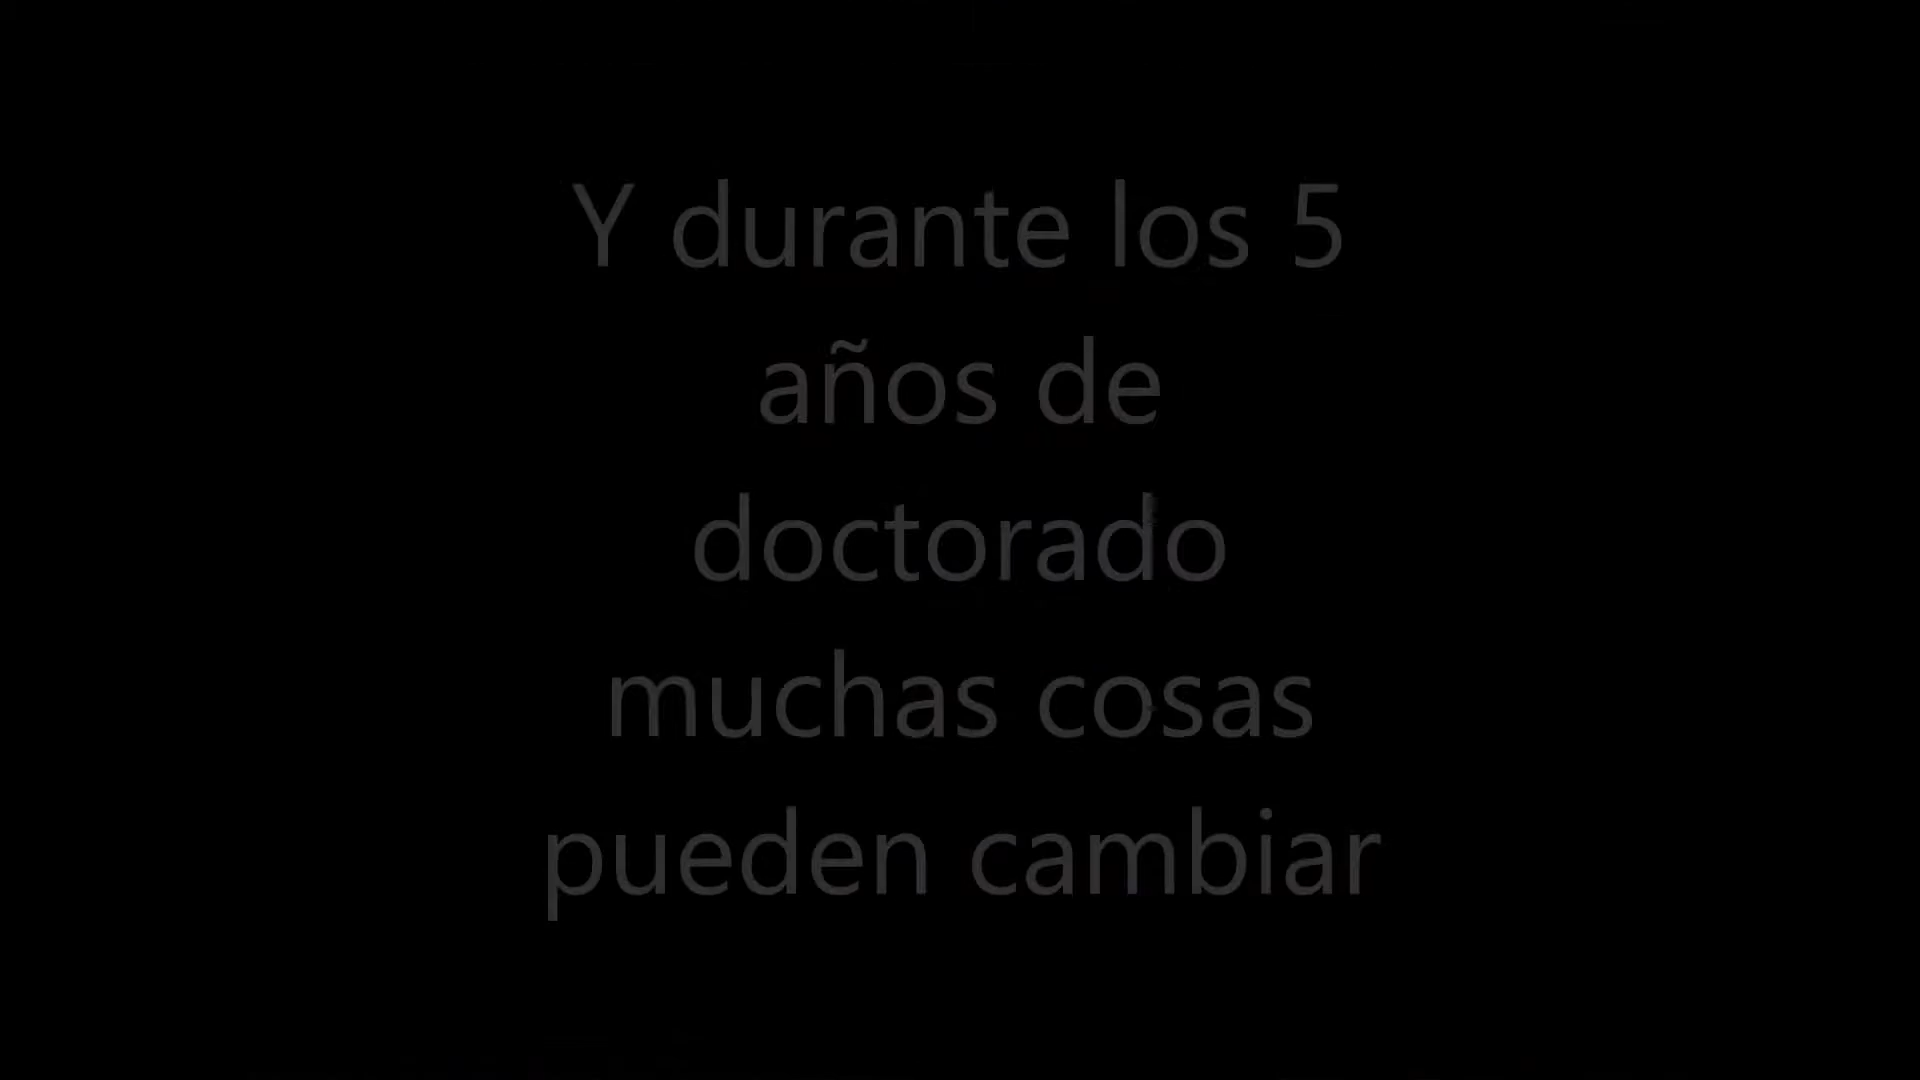 Y durante los 5
años de
doctorado
muchas cosas
pueden cambiar